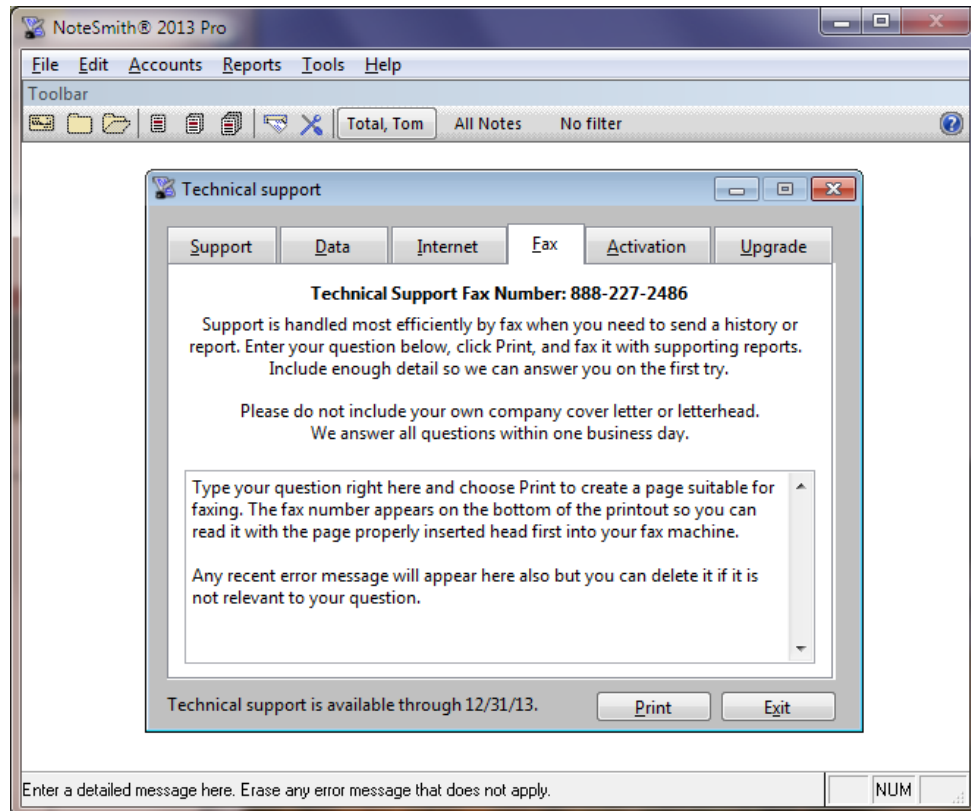 NoteSmith® 2013 Pro
File Edit Accounts Reports Tools Help
Toolbar
Total, Tom All Notes No filter
Technical support
Support Data Internet Fax Activation Upgrade
Technical Support Fax Number: 888-227-2486
Support is handled most efficiently by fax when you need to send a history or
report. Enter your question below, click Print, and fax it with supporting reports.
Include enough detail so we can answer you on the first try.
Please do not include your own company cover letter or letterhead.
We answer all questions within one business day.
Type your question right here and choose Print to create a page suitable for
faxing. The fax number appears on the bottom of the printout so you can
read it with the page properly inserted head first into your fax machine.
Any recent error message will appear here also but you can delete it if it is
not relevant to your question.
Technical support is available through 12/31/13.
Print Exit
Enter a detailed message here. Erase any error message that does not apply.
NUM